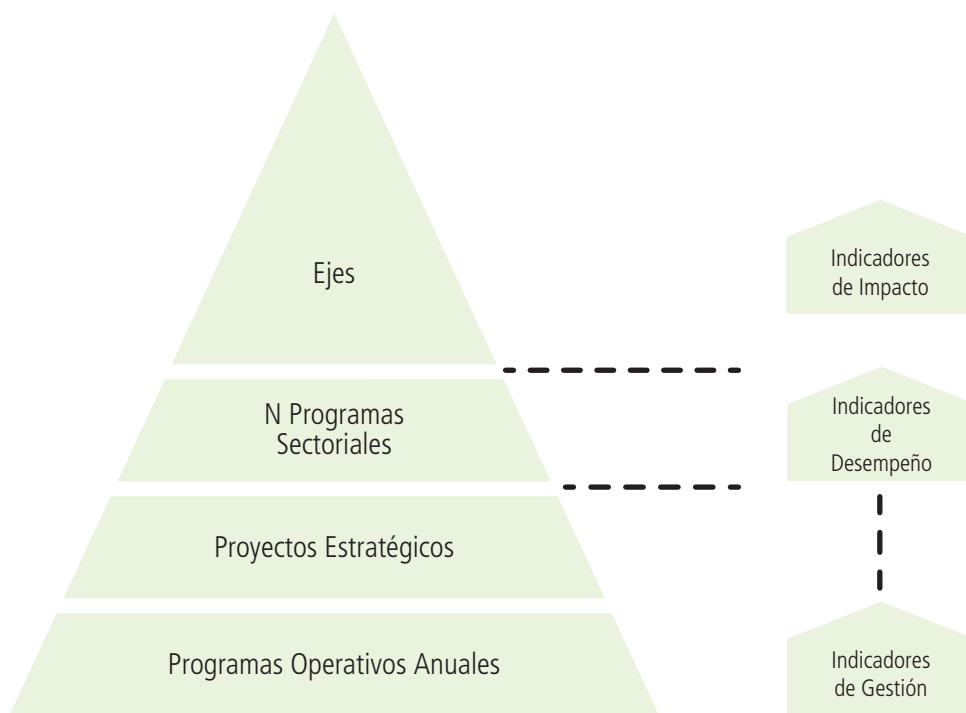 Ejes
N Programas
Sectoriales
Proyectos Estratégicos
Programas Operativos Anuales
Indicadores
de Impacto
Indicadores
de
Desempeño
Indicadores
de Gestión